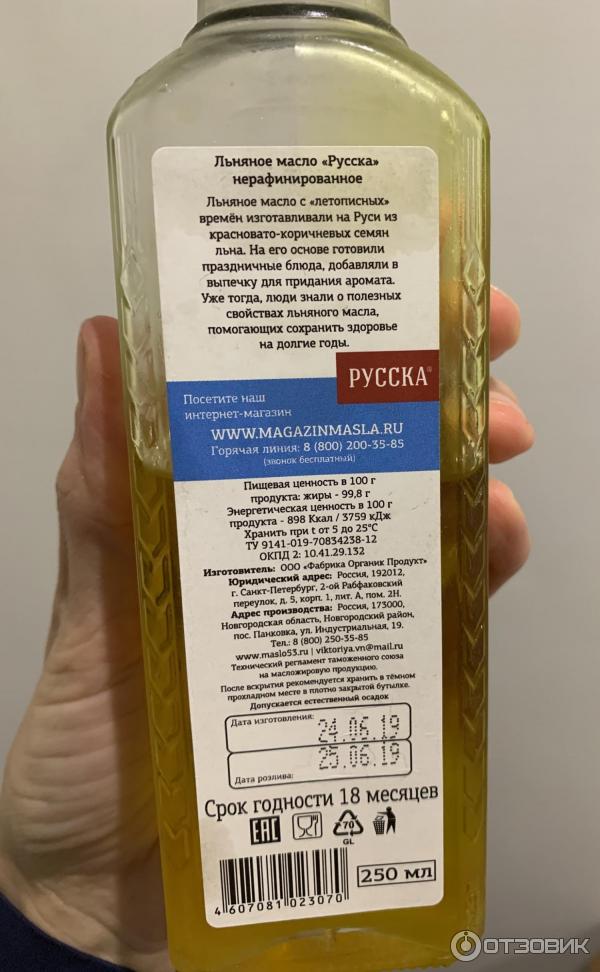 Льняное масло «Русска»
нерафинированное
Льняное масло с «летописных»
времён изготавливали на Руси из
красновато-коричневых семян
льна. На его основе готовили
праздничные блюда, добавляли в
выпечку для придания аромата.
Уже тогда, люди знали о полезных
свойствах льняного масла,
помогающих сохранить здоровье
на долгие годы.
РУССКА®
Посетите наш
интернет-магазин
WWW.MAGAZINMASLA.RU
Горячая линия: 8 (800) 200-35-85
(звонок бесплатный)
Пищевая ценность в 100 г
продукта: жиры - 99,8 г
Энергетическая ценность в 100 г
продукта - 898 Ккал / 3759 кДж
Хранить при t от 5 до 25°С
ТУ 9141-019-70834238-12
ОКПД 2: 10.41.29.132
Изготовитель: ООО «Фабрика Органик Продукт»
Юридический адрес: Россия, 192012,
г. Санкт-Петербург, 2-ой Рабфаковский
переулок, д. 5, корп. 1, лит. А, пом. 2Н.
Адрес производства: Россия, 173000,
Новгородская область, Новгородский район,
пос. Панковка, ул. Индустриальная, 19.
Тел.: 8 (800) 250-35-85
www.maslo53.ru | viktoriya.vn@mail.ru
Технический регламент таможенного союза
на масложировую продукцию.
После вскрытия рекомендуется хранить в тёмном
прохладном месте в плотно закрытой бутылке.
Допускается естественный осадок
Дата изготовления: 24.06.19
25.06.19
Дата розлива:
Срок годности 18 месяцев
ЕАС
70
GL
250 мл
4 607081 023070
ОТЗОВИК